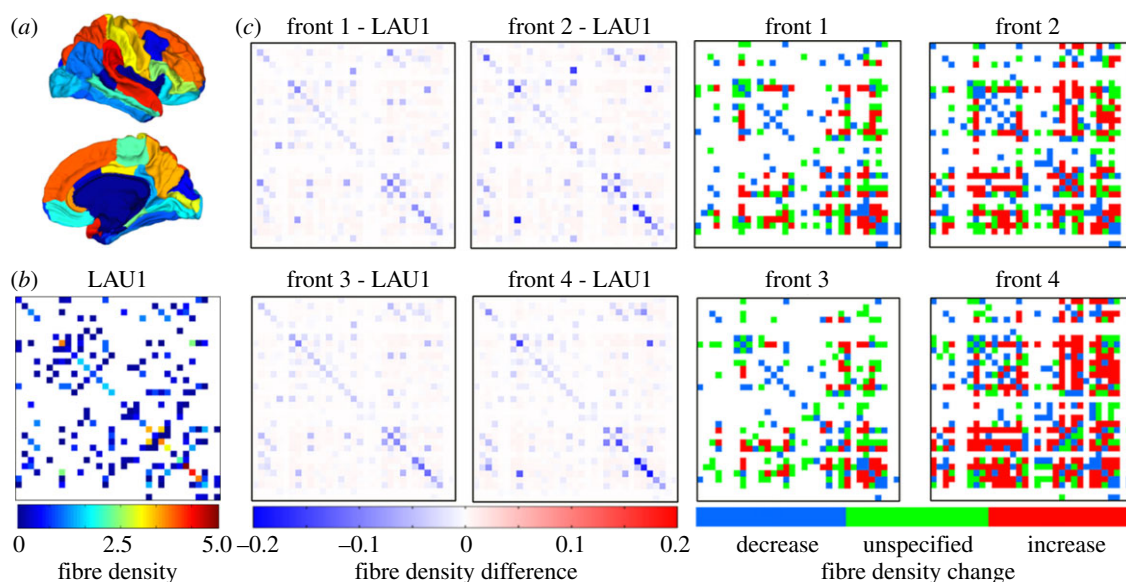 (a)
(c)
front 1 - LAU1
front 2 - LAU1
front 1
front 2
(b)
LAU1
front 3 - LAU1
front 4 - LAU1
front 3
front 4
0
2.5
5.0
fibre density
–0.2
–0.1
0
0.1
0.2
fibre density difference
decrease
unspecified
increase
fibre density change